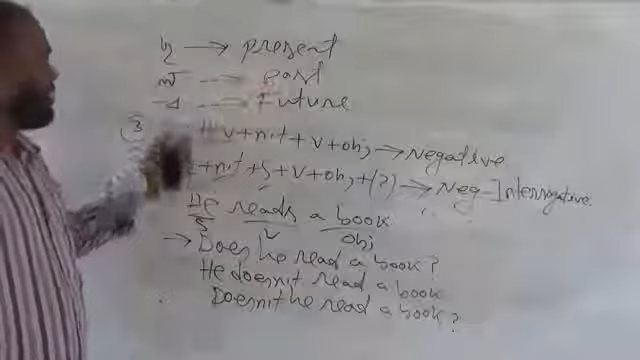 → present
→ Past
→ Future
(3) + v + n't + v + obj → Negative
+ n't + s + v + obj + (?) → Neg-Interrogative.
He reads a book
s v obj
→ Does he read a book?
He doesn't read a book
Doesn't he read a book?